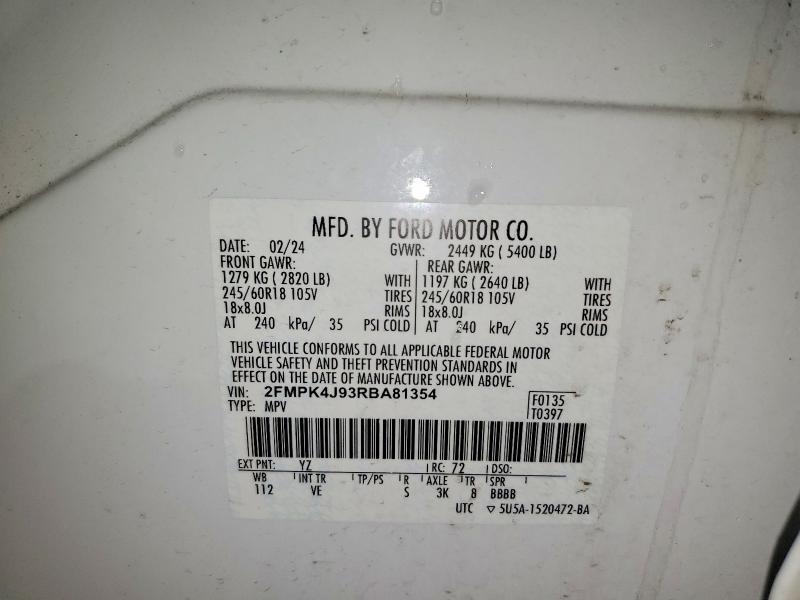 MFD. BY FORD MOTOR CO.
DATE: 02/24 GVWR: 2449 KG ( 5400 LB)
FRONT GAWR: REAR GAWR:
1279 KG ( 2820 LB) WITH 1197 KG ( 2640 LB) WITH
245/60R18 105V TIRES 245/60R18 105V TIRES
18x8.0J RIMS 18x8.0J RIMS
AT 240 kPa/ 35 PSI COLD AT 240 kPa/ 35 PSI COLD
THIS VEHICLE CONFORMS TO ALL APPLICABLE FEDERAL MOTOR
VEHICLE SAFETY AND THEFT PREVENTION STANDARDS IN
EFFECT ON THE DATE OF MANUFACTURE SHOWN ABOVE.
VIN: 2FMPK4J93RBA81354 F0135
TYPE: MPV T0397
EXT PNT: YZ RC: 72 DSO:
WB INT TR TP/PS R AXLE TR SPR
112 VE S 3K 8 BBBB
UTC ▽ 5U5A-1520472-BA